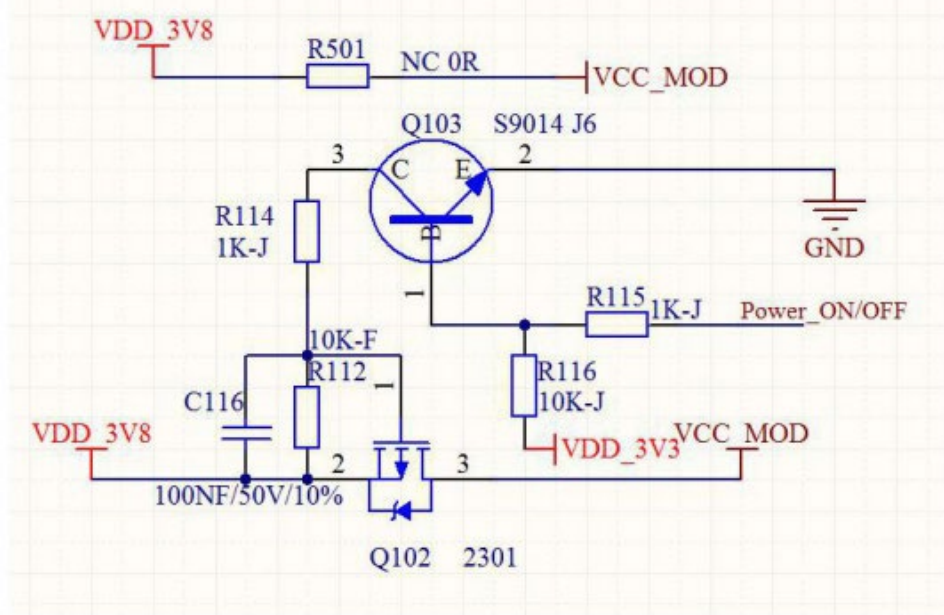 VDD_3V8
R501
NC 0R
VCC_MOD
Q103
S9014 J6
3
C
E
2
R114
1K-J
B
GND
1
R115
1K-J
Power_ON/OFF
10K-F
R112
1
R116
10K-J
C116
VDD_3V8
VDD_3V3
VCC_MOD
2
3
100NF/50V/10%
Q102
2301